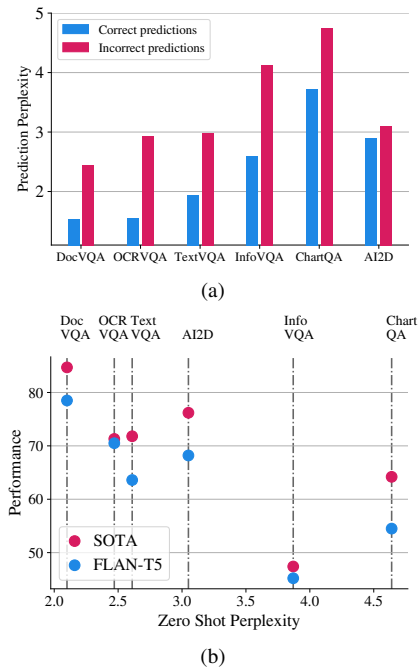 5
4
3
2
Prediction Perplexity
Correct predictions
Incorrect predictions
DocVQA OCRVQA TextVQA InfoVQA ChartQA AI2D
(a)
Doc OCR Text Info Chart
VQA VQA VQA AI2D VQA QA
80
70
60
50
Performance
SOTA
FLAN-T5
2.0 2.5 3.0 3.5 4.0 4.5
Zero Shot Perplexity
(b)